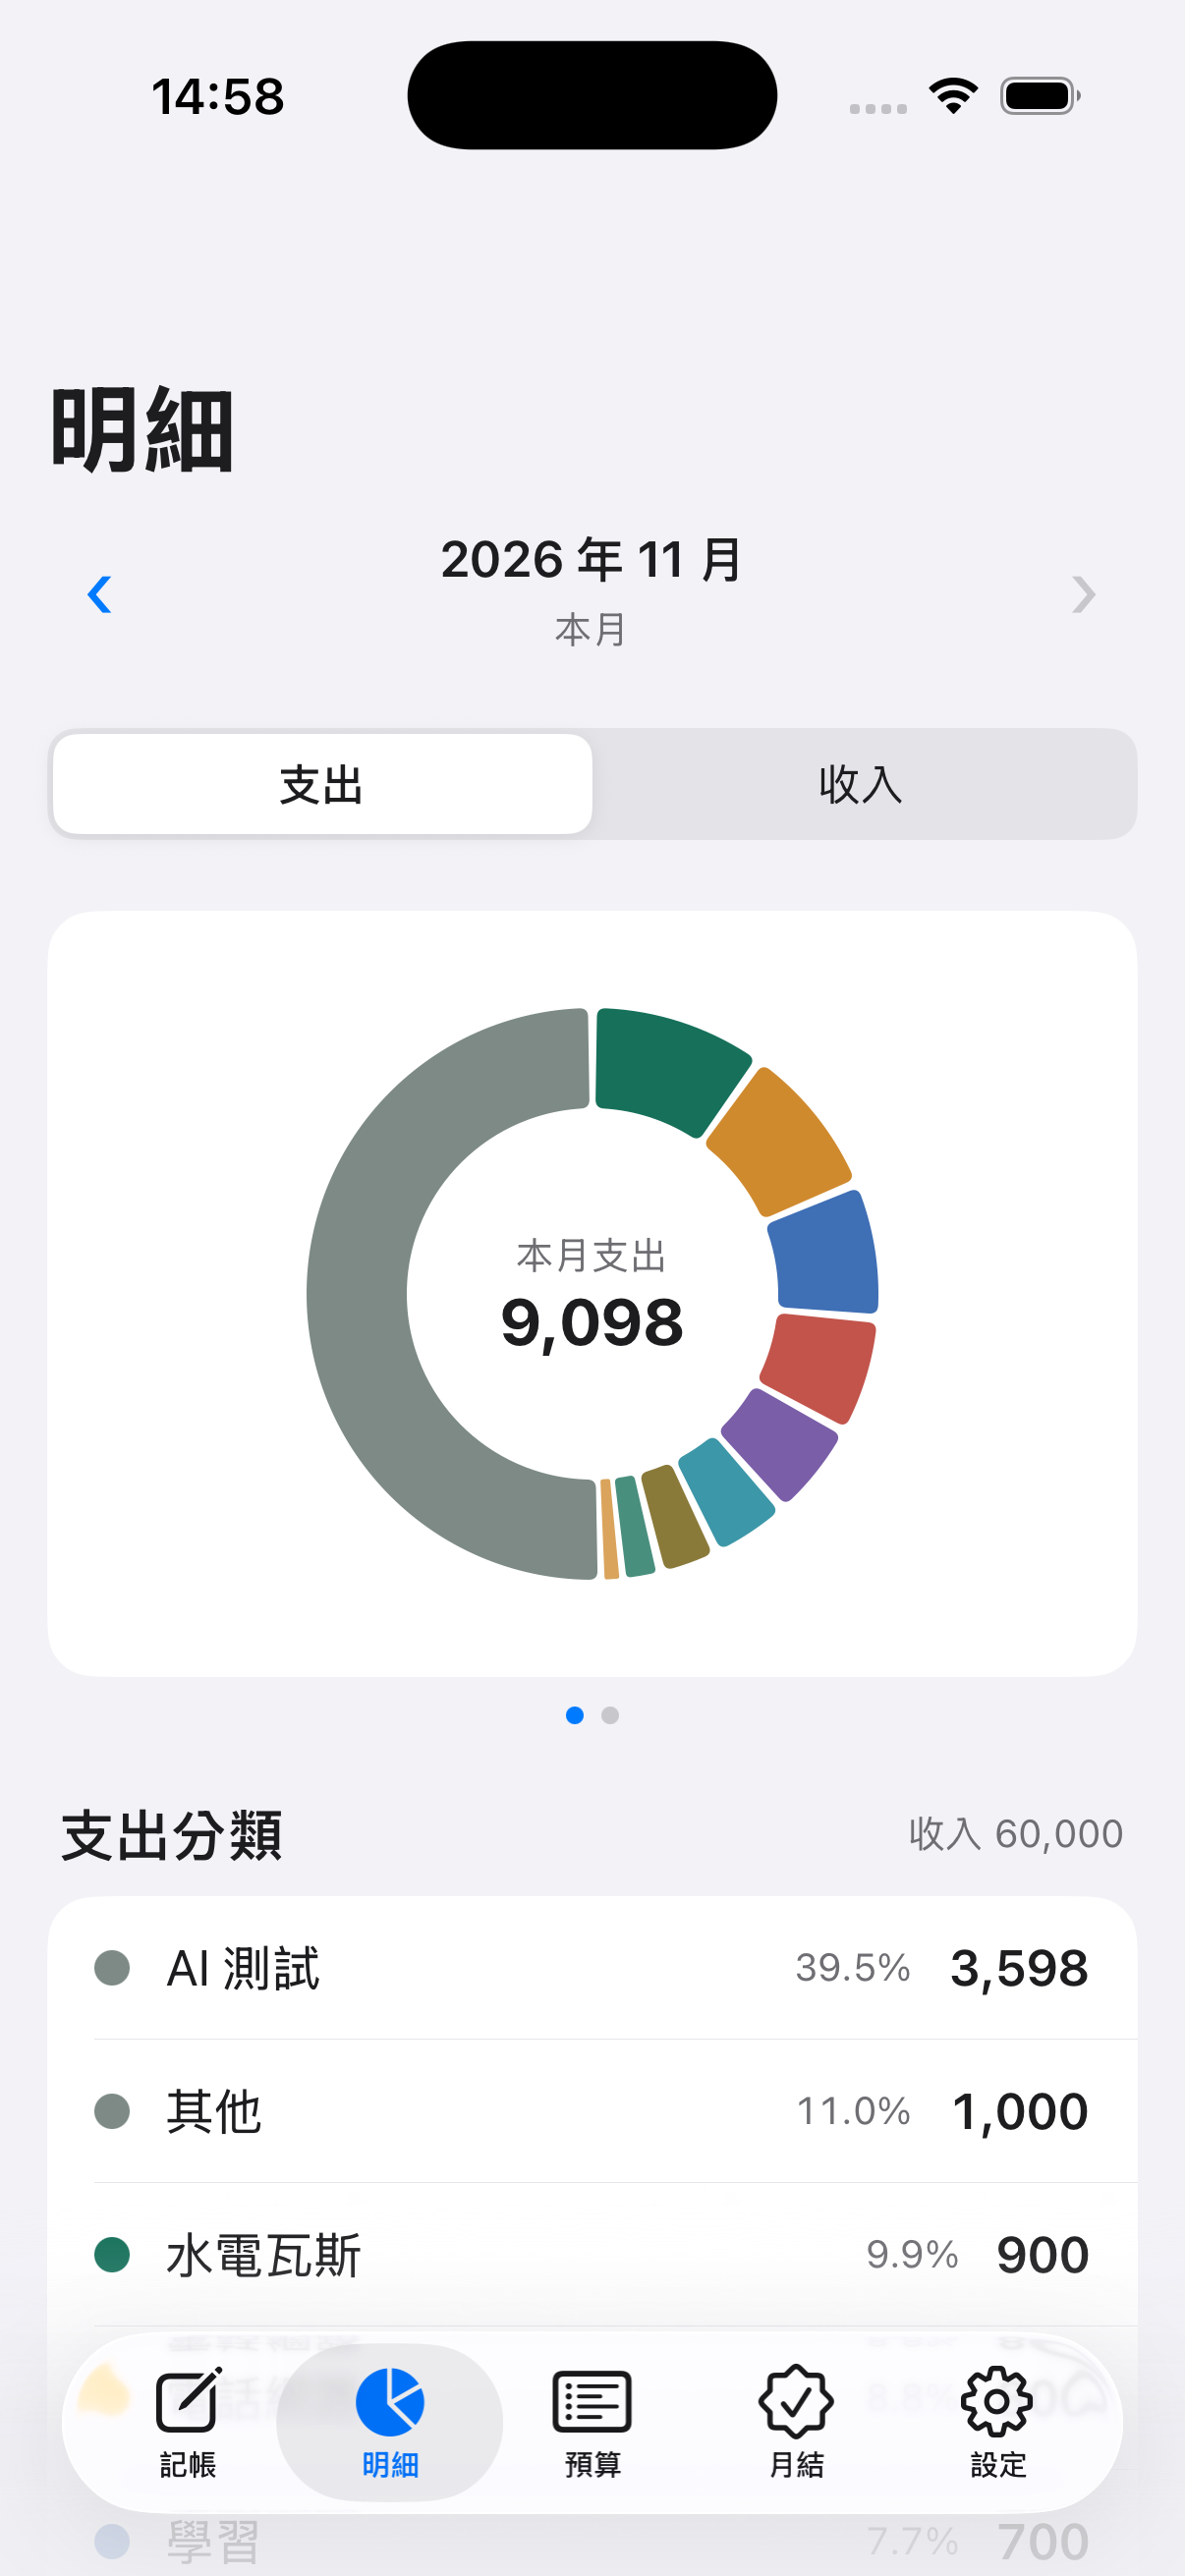 14:58
明細
2026 年 11 月
本月
支出
收入
本月支出
9,098
支出分類
收入 60,000
AI 測試 39.5% 3,598
其他 11.0% 1,000
水電瓦斯 9.9% 900
8.8%
記帳
明細
預算
月結
設定
學習 7.7% 700